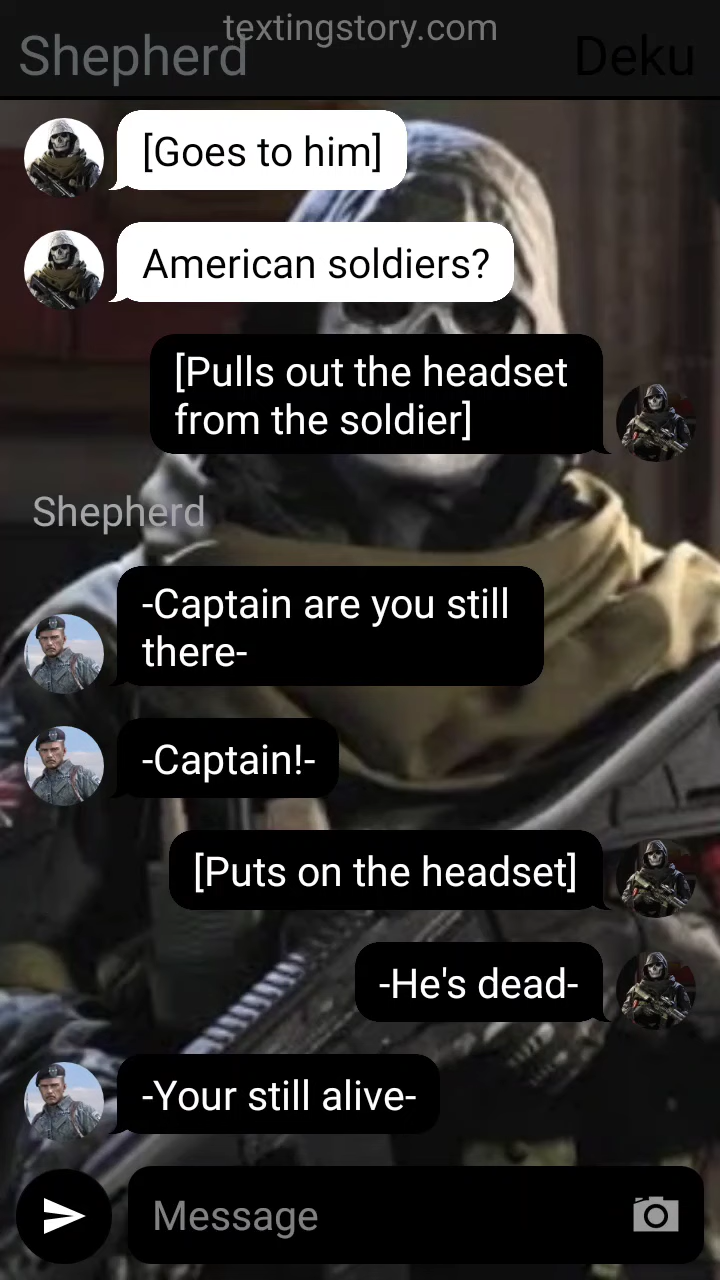 textingstory.com
Shepherd
Deku
[Goes to him]
American soldiers?
[Pulls out the headset
from the soldier]
Shepherd
-Captain are you still
there-
-Captain!-
[Puts on the headset]
-He's dead-
-Your still alive-
Message